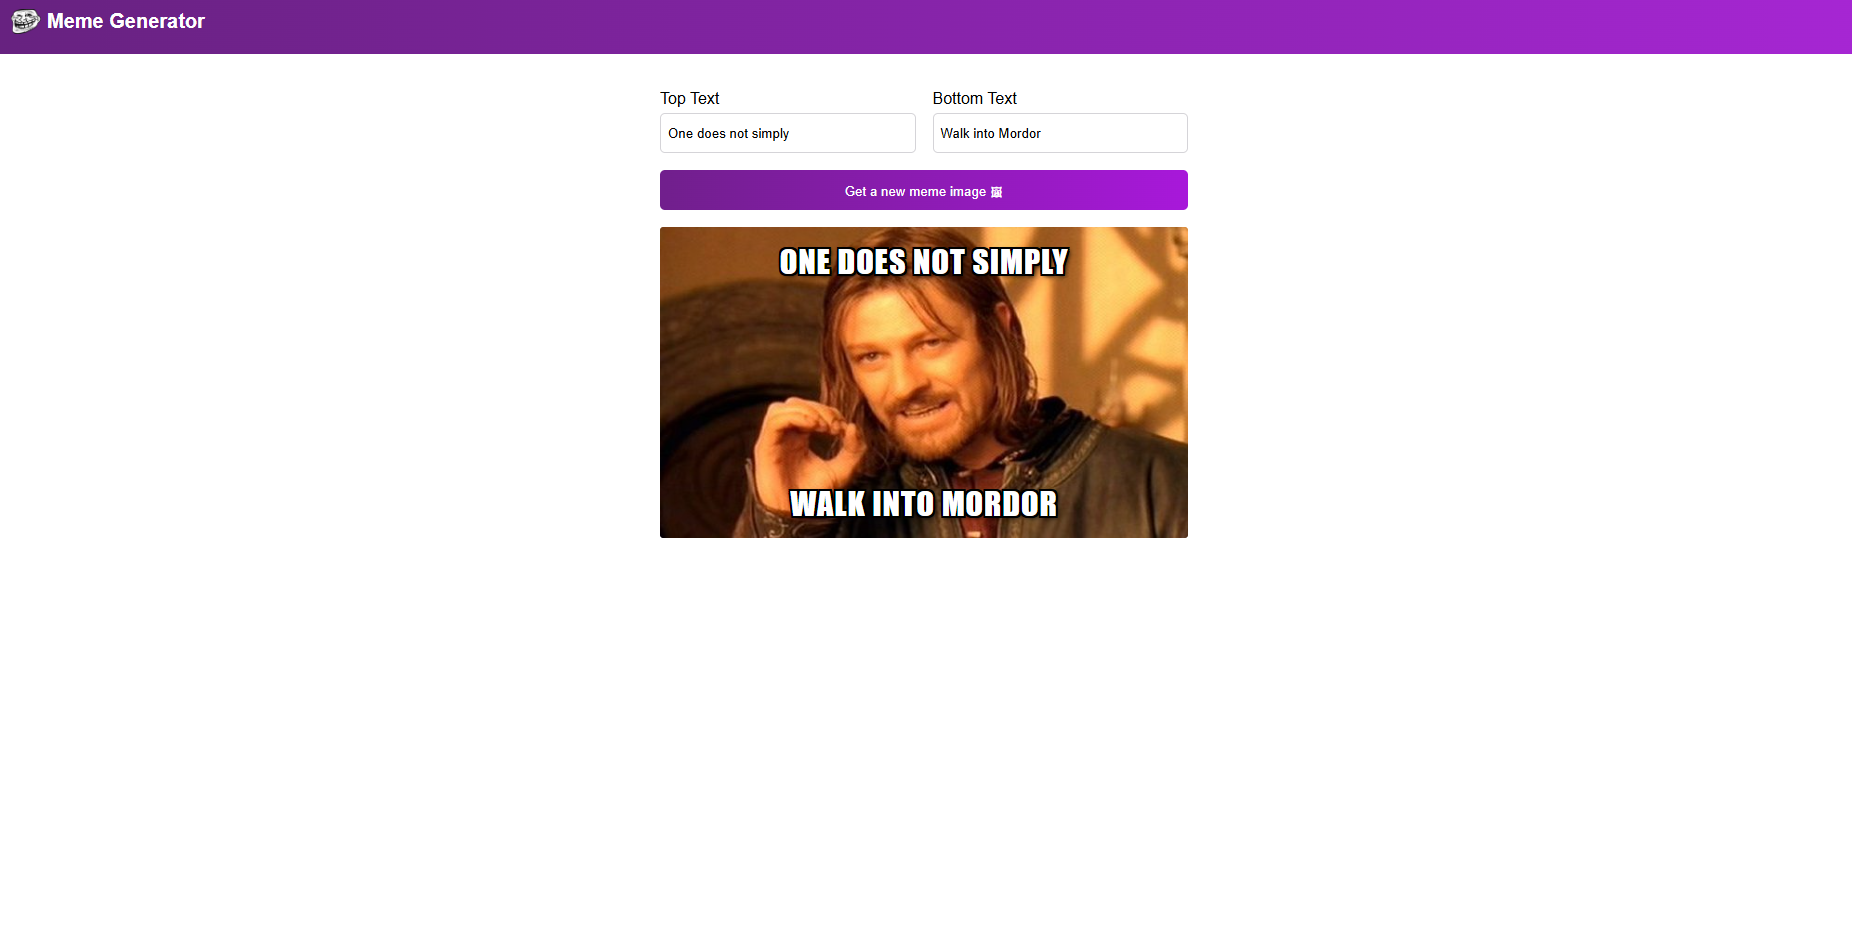 Meme Generator
Top Text
Bottom Text
One does not simply
Walk into Mordor
Get a new meme image 🖼
ONE DOES NOT SIMPLY
WALK INTO MORDOR